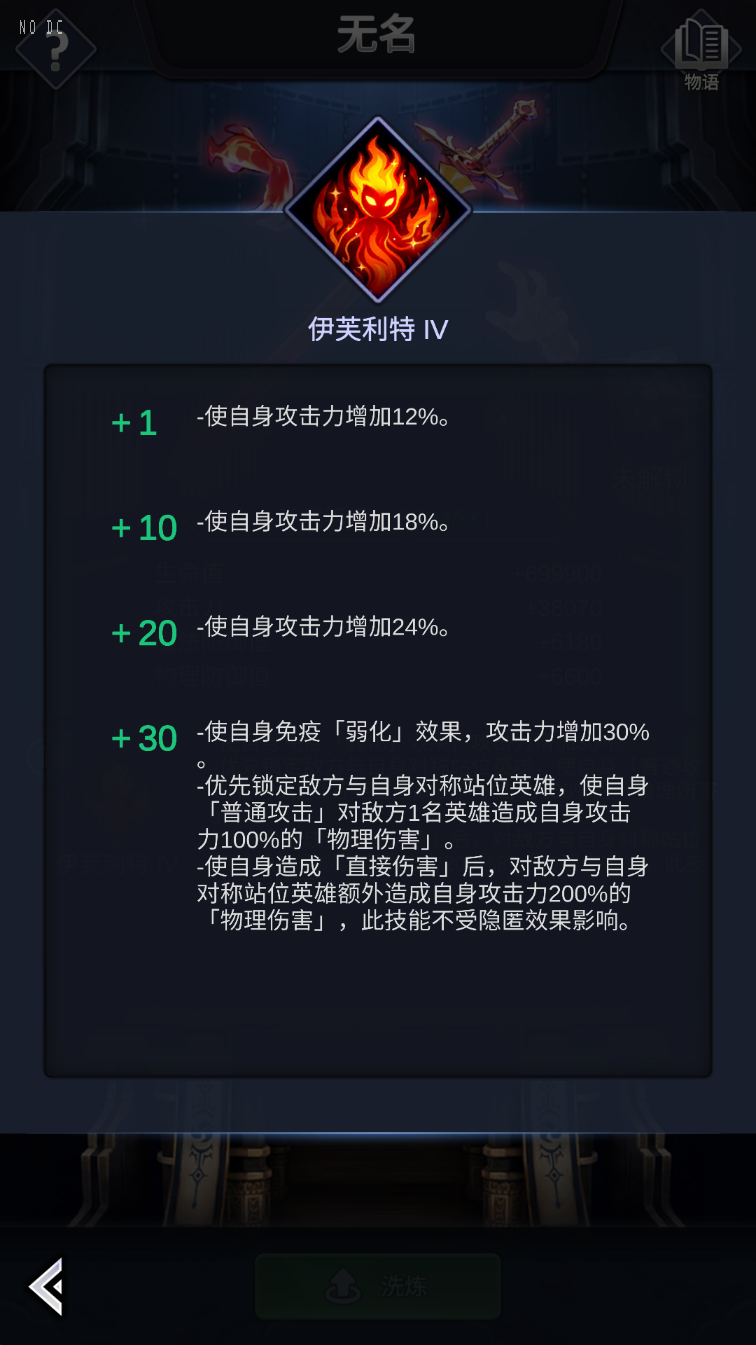 NO DC
无名
物语
伊芙利特 IV
+1 -使自身攻击力增加12%。
+10 -使自身攻击力增加18%。
+20 -使自身攻击力增加24%。
+30 -使自身免疫「弱化」效果，攻击力增加30%
。
-优先锁定敌方与自身对称站位英雄，使自身
「普通攻击」对敌方1名英雄造成自身攻击
力100%的「物理伤害」。
-使自身造成「直接伤害」后，对敌方与自身
对称站位英雄额外造成自身攻击力200%的
「物理伤害」，此技能不受隐匿效果影响。
洗炼